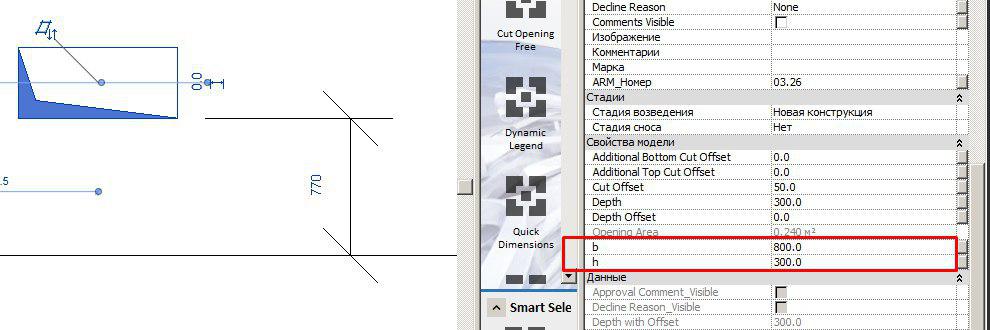 0.0
770
.5
Cut Opening
Free
Dynamic
Legend
Quick
Dimensions
Smart Sele
Decline Reason None
Comments Visible
Изображение
Комментарии
Марка
ARM_Номер 03.26
Стадии
Стадия возведения Новая конструкция
Стадия сноса Нет
Свойства модели
Additional Bottom Cut Offset 0.0
Additional Top Cut Offset 0.0
Cut Offset 50.0
Depth 300.0
Depth Offset 0.0
Opening Area 0.240 м²
b 800.0
h 300.0
Данные
Approval Comment_Visible
Decline Reason_Visible
Depth with Offset 300.0